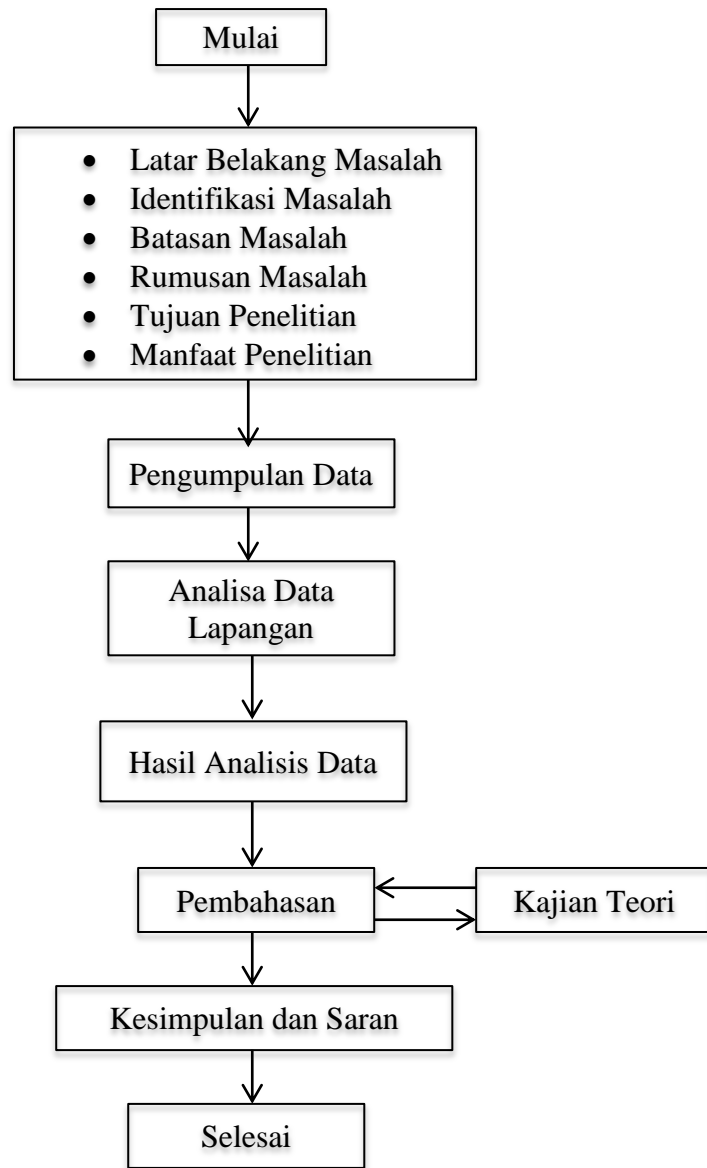 Mulai
• Latar Belakang Masalah
• Identifikasi Masalah
• Batasan Masalah
• Rumusan Masalah
• Tujuan Penelitian
• Manfaat Penelitian
Pengumpulan Data
Analisa Data
Lapangan
Hasil Analisis Data
Pembahasan
Kajian Teori
Kesimpulan dan Saran
Selesai